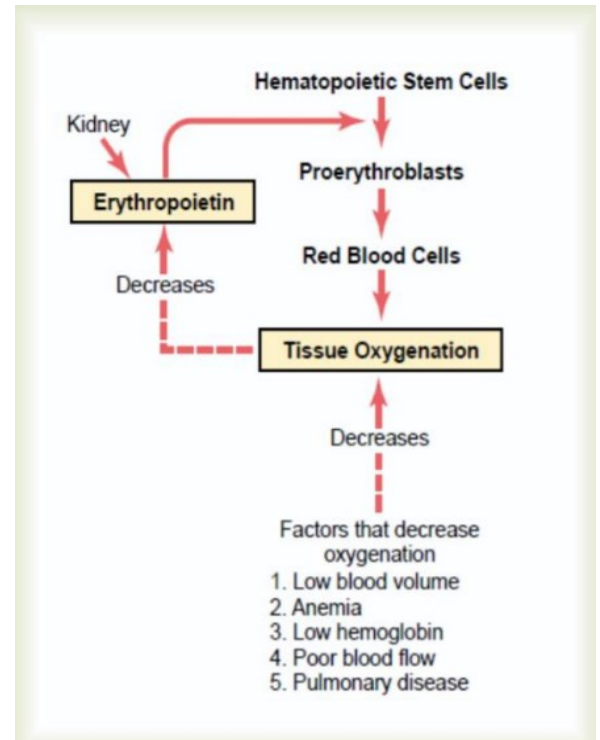 Hematopoietic Stem Cells
Kidney
Proerythroblasts
Erythropoietin
Red Blood Cells
Decreases
Tissue Oxygenation
Decreases
Factors that decrease
oxygenation
1. Low blood volume
2. Anemia
3. Low hemoglobin
4. Poor blood flow
5. Pulmonary disease